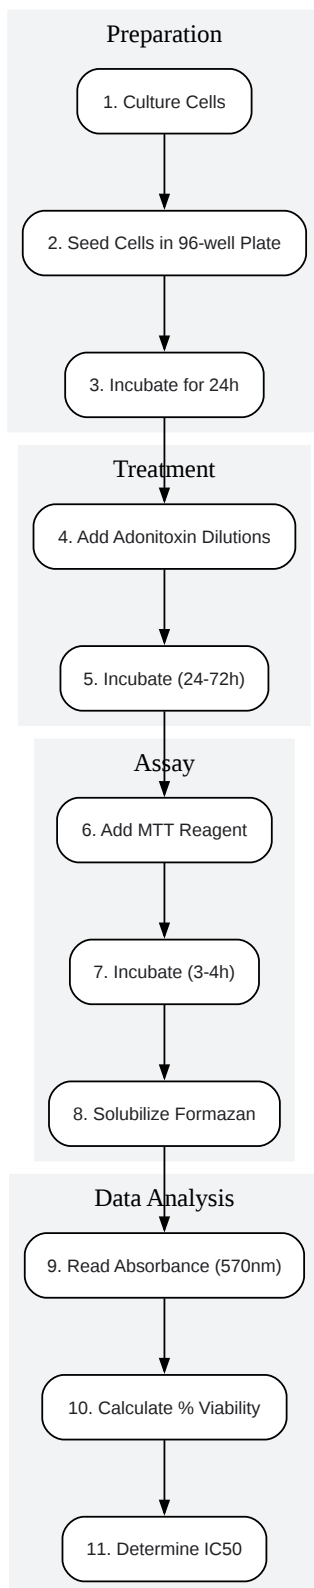 Preparation
1. Culture Cells
2. Seed Cells in 96-well Plate
3. Incubate for 24h
Treatment
4. Add Adonitoxin Dilutions
5. Incubate (24-72h)
Assay
6. Add MTT Reagent
7. Incubate (3-4h)
8. Solubilize Formazan
Data Analysis
9. Read Absorbance (570nm)
10. Calculate % Viability
11. Determine IC50